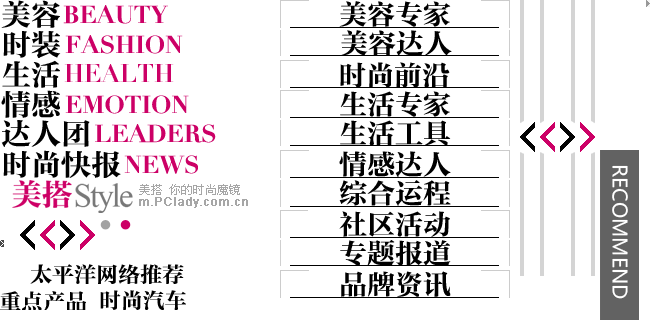 美容 BEAUTY
时装 FASHION
生活 HEALTH
情感 EMOTION
达人团 LEADERS
时尚快报 NEWS
美搭 Style
美搭 你的时尚魔镜
m.PClady.com.cn
太平洋网络推荐
重点产品 时尚汽车
美容专家
美容达人
时尚前沿
生活专家
生活工具
情感达人
综合运程
社区活动
专题报道
品牌资讯
RECOMMEND